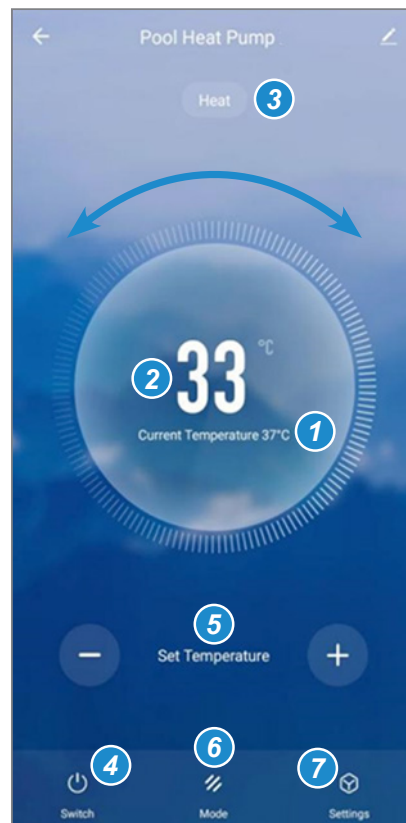 Pool Heat Pump
Heat 3
2 33 °C
Current Temperature 37°C 1
5
Set Temperature
4 6 7
Switch Mode Settings